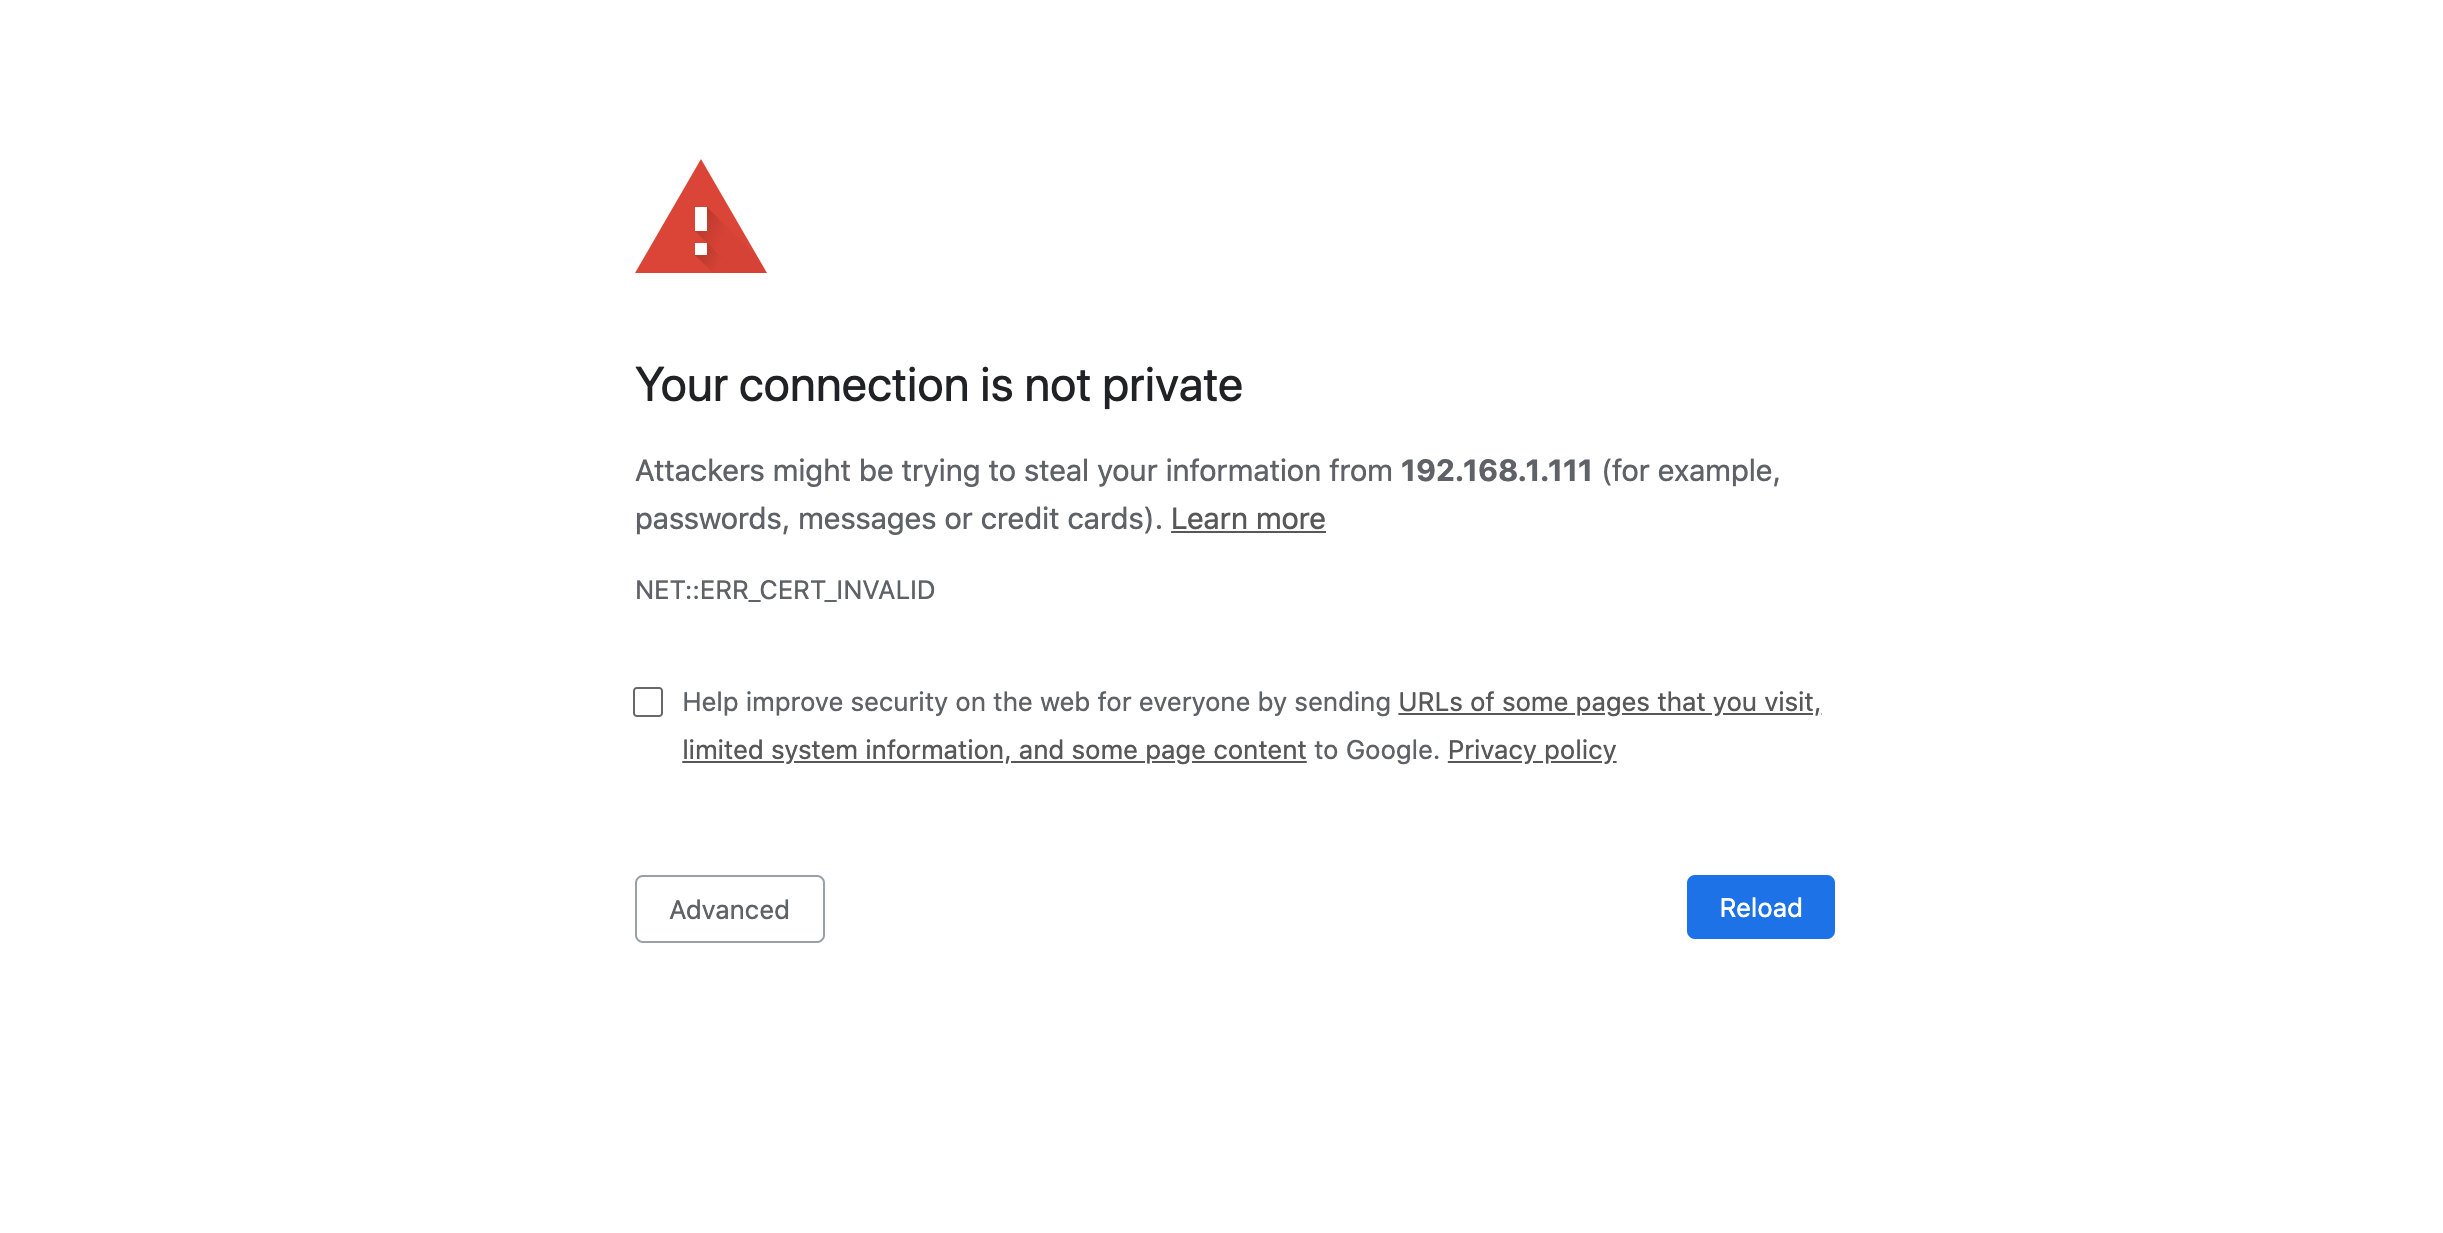 Your connection is not private
Attackers might be trying to steal your information from 192.168.1.111 (for example,
passwords, messages or credit cards). Learn more
NET::ERR_CERT_INVALID
Help improve security on the web for everyone by sending URLs of some pages that you visit,
limited system information, and some page content to Google. Privacy policy
Advanced
Reload